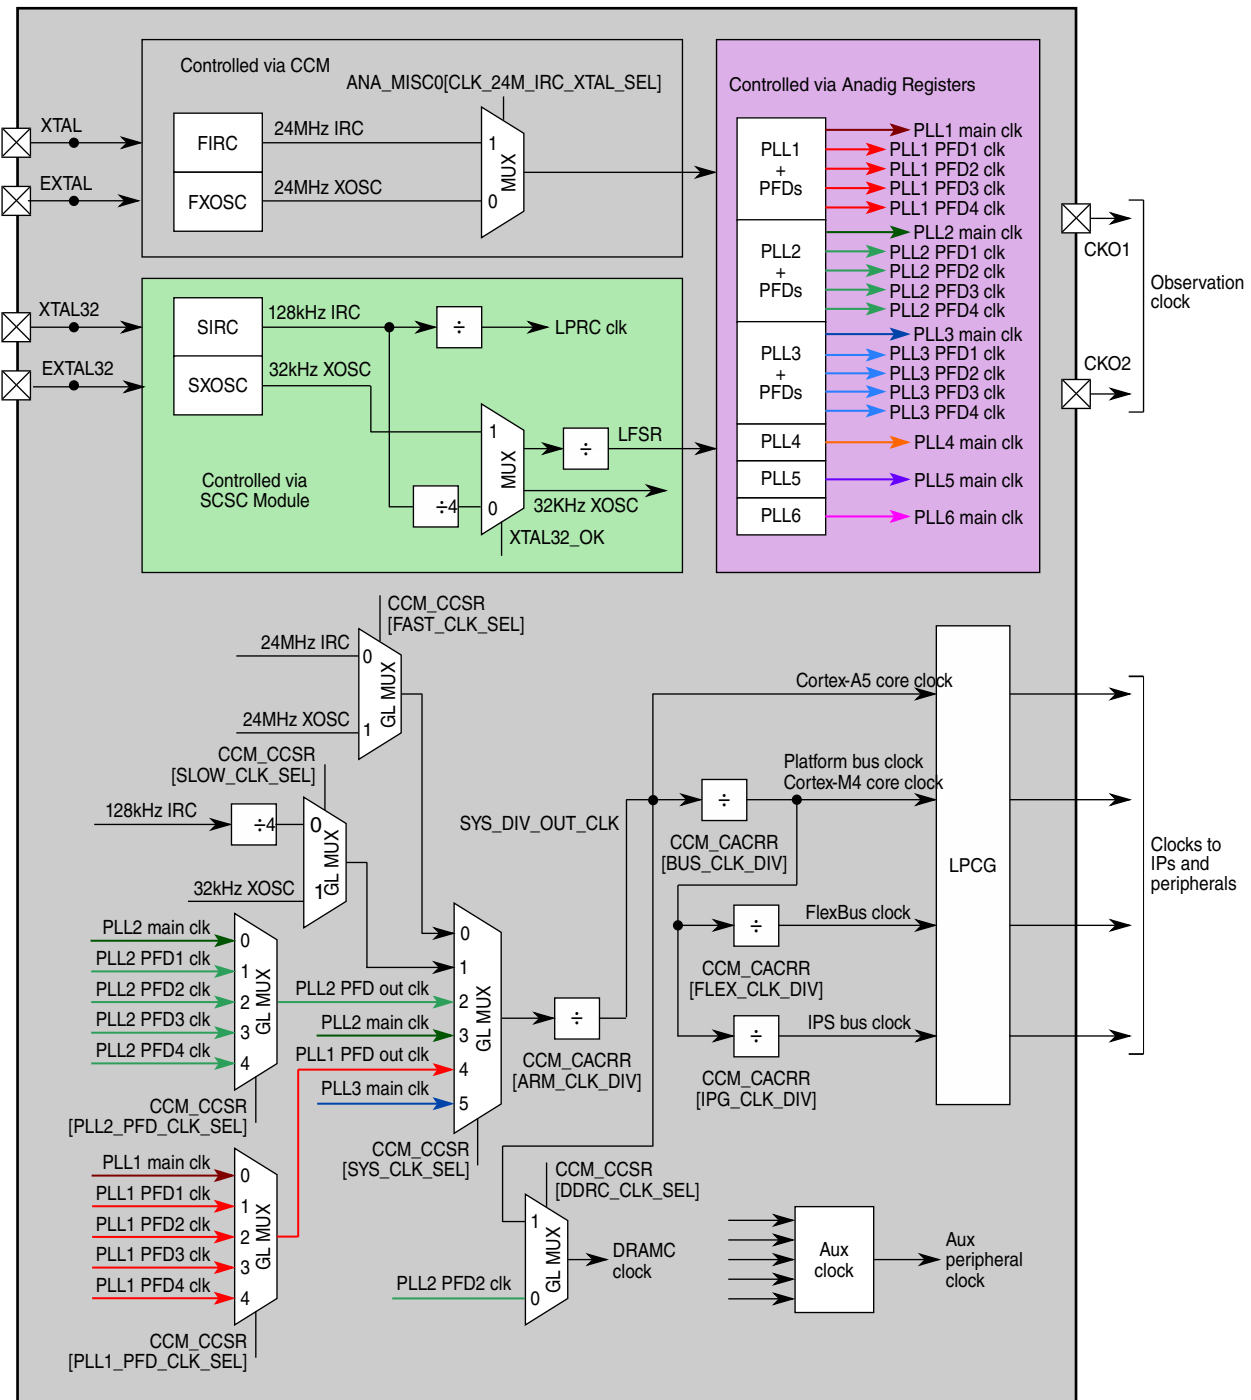 Controlled via CCM
ANA_MISC0[CLK_24M_IRC_XTAL_SEL]
XTAL
EXTAL
FIRC
FXOSC
24MHz IRC
24MHz XOSC
1
0
MUX
Controlled via Anadig Registers
PLL1
+
PFDs
PLL1 main clk
PLL1 PFD1 clk
PLL1 PFD2 clk
PLL1 PFD3 clk
PLL1 PFD4 clk
PLL2
+
PFDs
PLL2 main clk
PLL2 PFD1 clk
PLL2 PFD2 clk
PLL2 PFD3 clk
PLL2 PFD4 clk
PLL3
+
PFDs
PLL3 main clk
PLL3 PFD1 clk
PLL3 PFD2 clk
PLL3 PFD3 clk
PLL3 PFD4 clk
PLL4
PLL4 main clk
PLL5
PLL5 main clk
PLL6
PLL6 main clk
CKO1
CKO2
Observation
clock
XTAL32
EXTAL32
SIRC
SXOSC
128kHz IRC
32kHz XOSC
÷
LPRC clk
1
0
MUX
÷
LFSR
÷4
32KHz XOSC
XTAL32_OK
Controlled via
SCSC Module
CCM_CCSR
[FAST_CLK_SEL]
24MHz IRC
24MHz XOSC
0
1
GL MUX
CCM_CCSR
[SLOW_CLK_SEL]
128kHz IRC
÷4
32kHz XOSC
0
1
GL MUX
PLL2 main clk
PLL2 PFD1 clk
PLL2 PFD2 clk
PLL2 PFD3 clk
PLL2 PFD4 clk
0
1
2
3
4
GL MUX
CCM_CCSR
[PLL2_PFD_CLK_SEL]
PLL1 main clk
PLL1 PFD1 clk
PLL1 PFD2 clk
PLL1 PFD3 clk
PLL1 PFD4 clk
0
1
2
3
4
GL MUX
CCM_CCSR
[PLL1_PFD_CLK_SEL]
PLL2 PFD out clk
PLL2 main clk
PLL1 PFD out clk
PLL3 main clk
0
1
2
3
4
5
GL MUX
CCM_CCSR
[SYS_CLK_SEL]
÷
CCM_CACRR
[ARM_CLK_DIV]
SYS_DIV_OUT_CLK
Cortex-A5 core clock
Platform bus clock
Cortex-M4 core clock
÷
CCM_CACRR
[BUS_CLK_DIV]
FlexBus clock
÷
CCM_CACRR
[FLEX_CLK_DIV]
IPS bus clock
÷
CCM_CACRR
[IPG_CLK_DIV]
LPCG
Clocks to
IPs and
peripherals
CCM_CCSR
[DDRC_CLK_SEL]
1
0
GL MUX
PLL2 PFD2 clk
DRAMC
clock
Aux
clock
Aux
peripheral
clock